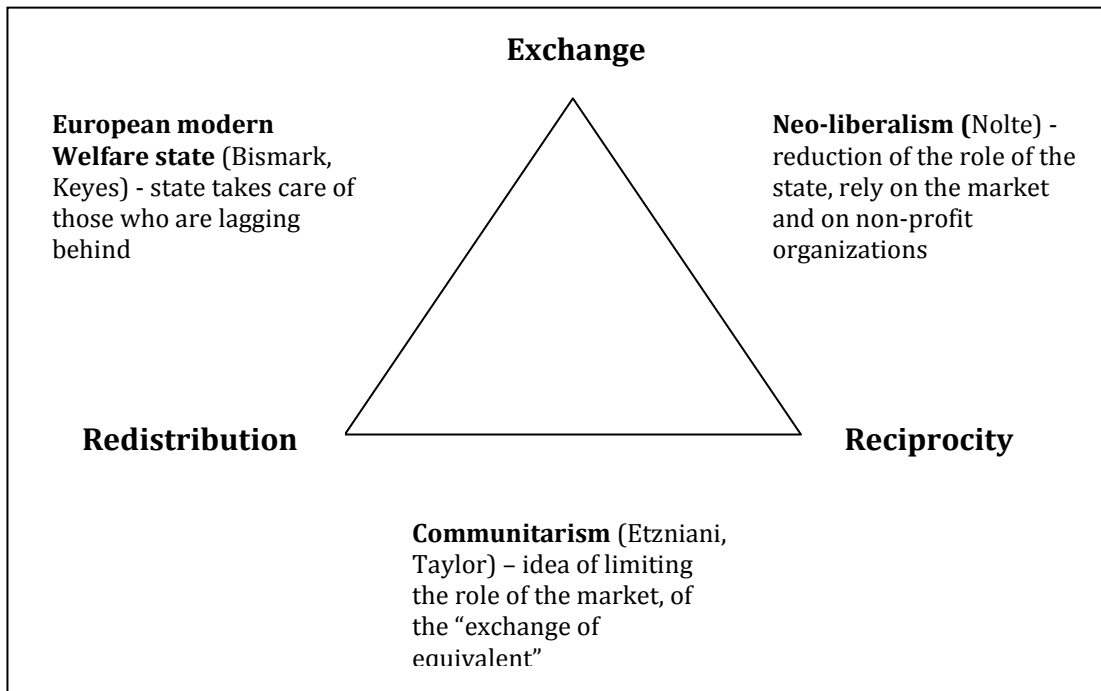 Exchange
European modern
Welfare state (Bismark,
Keyes) - state takes care of
those who are lagging
behind
Neo-liberalism (Nolte) -
reduction of the role of the
state, rely on the market
and on non-profit
organizations
Redistribution
Reciprocity
Communitarism (Etzniani,
Taylor) – idea of limiting
the role of the market, of
the “exchange of
equivalent”